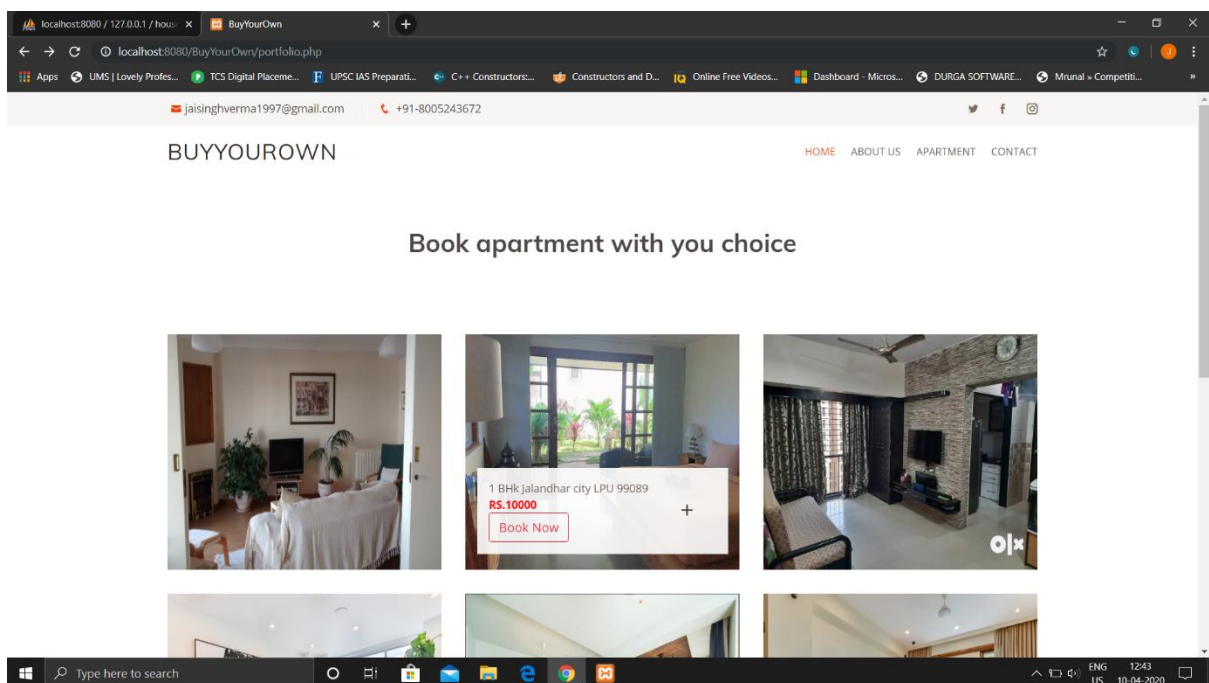 localhost:8080 / 127.0.0.1 / hous
BuyYourOwn
localhost:8080/BuyYourOwn/portfolio.php
Apps
UMS | Lovely Profes...
TCS Digital Placeme...
UPSC IAS Preparati...
C++ Constructors:...
Constructors and D...
Online Free Videos...
Dashboard - Micros...
DURGA SOFTWARE...
Mrunal » Competiti...
»
jaisinghverma1997@gmail.com
+91-8005243672
BUYYOUROWN
HOME ABOUT US APARTMENT CONTACT
Book apartment with you choice
1 BHk Jalandhar city LPU 99089
RS.10000
Book Now
+
olx
Type here to search
ENG 12:43
US 10-04-2020